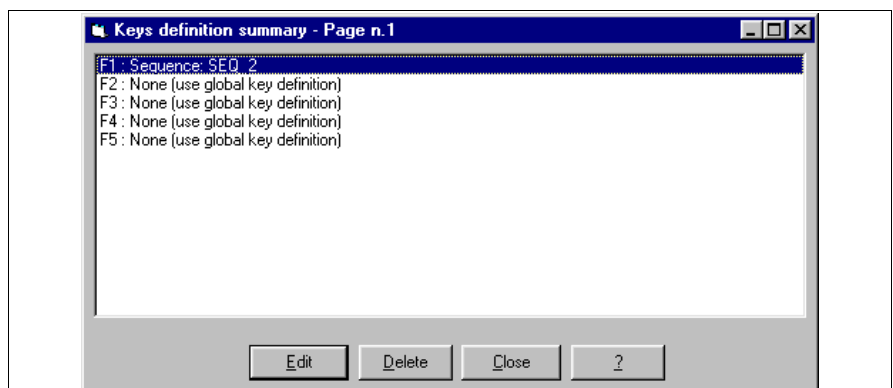 Keys definition summary - Page n.1
F1 : Sequence: SEQ_2
F2 : None (use global key definition)
F3 : None (use global key definition)
F4 : None (use global key definition)
F5 : None (use global key definition)
Edit Delete Close ?